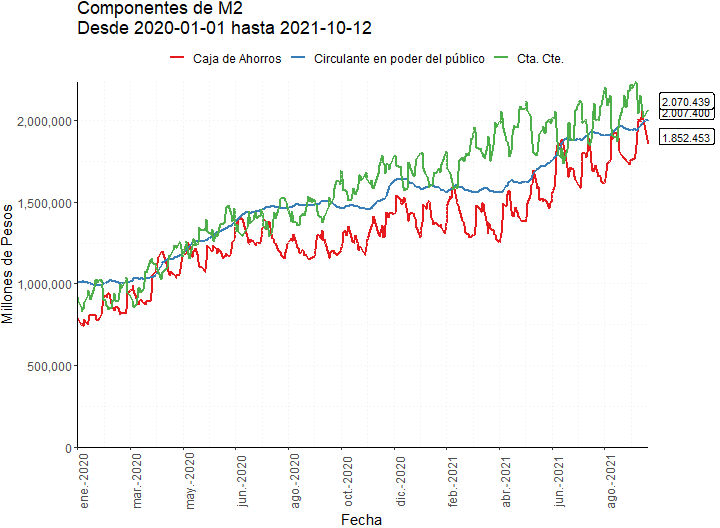 Componentes de M2
Desde 2020-01-01 hasta 2021-10-12
Caja de Ahorros Circulante en poder del público Cta. Cte.
Millones de Pesos
2,000,000
1,500,000
1,000,000
500,000
0
2.070.439
2.007.400
1.852.453
ene.-2020
mar.-2020
may.-2020
jun.-2020
ago.-2020
oct.-2020
dic.-2020
feb.-2021
abr.-2021
jun.-2021
ago.-2021
Fecha